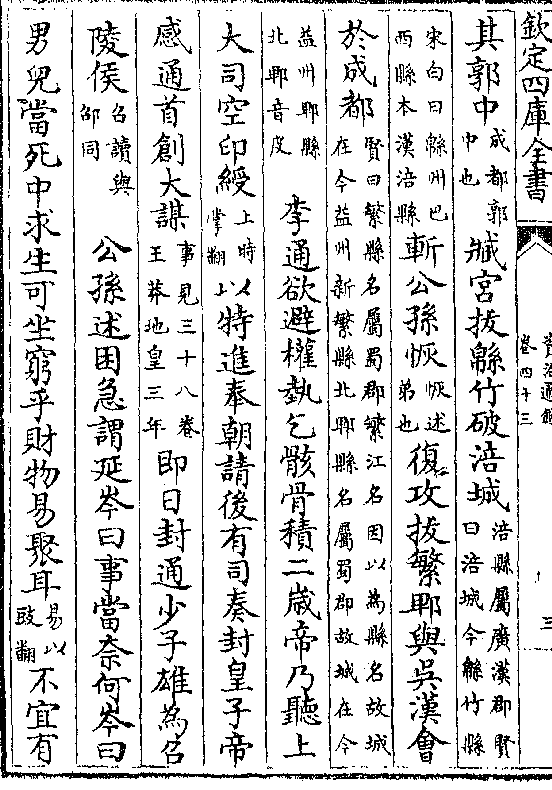 欽定四庫全書
資治通鑑
卷四十三
三
其郭中成都郭中也臧宮拔緜竹破涪城涪縣屬廣漢郡賢曰涪城今緜竹縣
宋白曰緜州巴西縣本漢涪縣斬公孫恢恢述弟也復攻拔繁郫與吳漢會
於成都賢曰繁縣名屬蜀郡繁江名因以為縣名故城在今益州新繁縣北郫縣名屬蜀郡故城在今
益州郫縣北郫音皮 李通欲避權埶乞骸骨積二歳帝乃聽上
大司空印綬上時掌翻以特進奉朝請後有司奏封皇子帝
感通首創大謀事見三十八卷王莽地皇三年即日封通少子雄為召
陵侯召讀與邵同 公孫述困急謂延岑曰事當奈何岑曰
男兒當死中求生可坐窮乎財物易聚耳易以豉翻不宜有